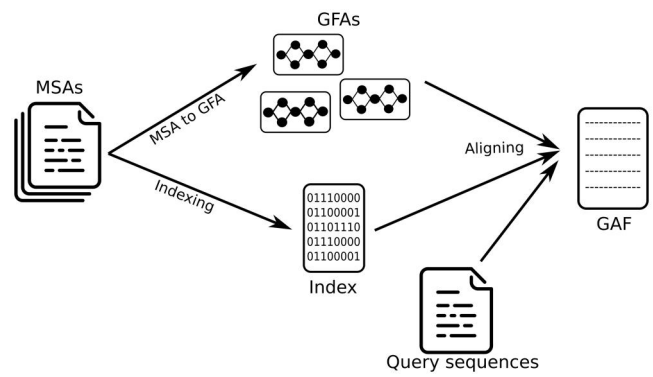 GFAs
MSAs
MSA to GFA
Aligning
Indexing
01110000
01100001
01101110
01110000
01100001
GAF
Index
Query sequences